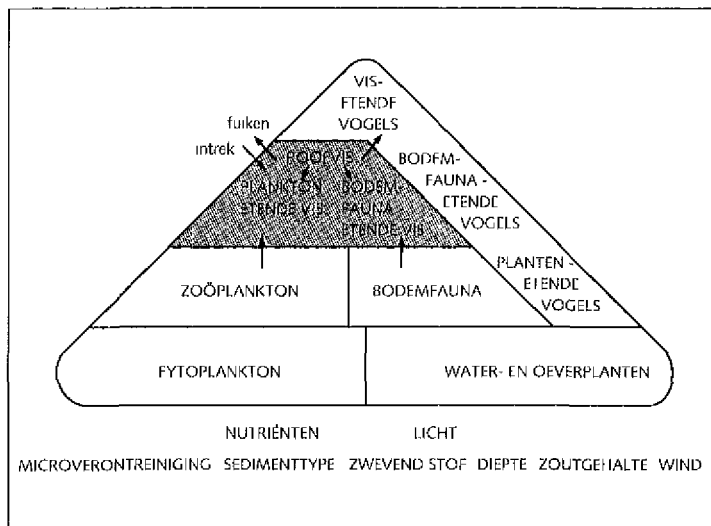 VIS-
ETENDE
VOGELS
fuiken
intrek
ROOFVIS
PLANKTON
ETENDE VIS
BODEM-
FAUNA
ETENDE VIS
BODEM-
FAUNA -
ETENDE
VOGELS
PLANTEN -
ETENDE
VOGELS
ZOÖPLANKTON
BODEMFAUNA
FYTOPLANKTON
WATER- EN OEVERPLANTEN
NUTRIËNTEN LICHT
MICROVERONTREINIGING SEDIMENTTYPE ZWEVEND STOF DIEPTE ZOUTGEHALTE WIND